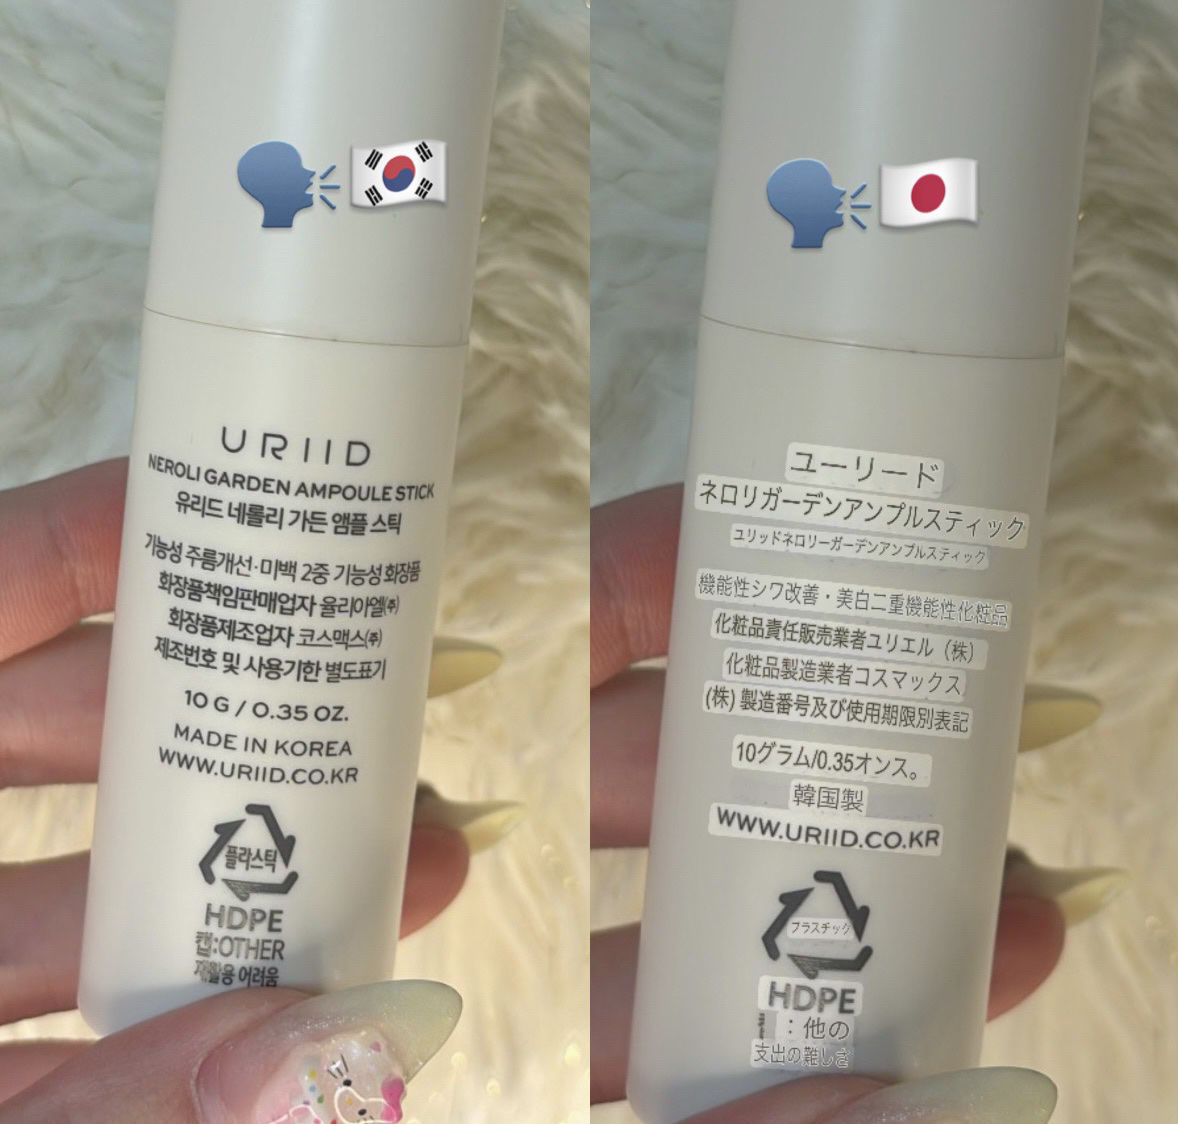 URIID
NEROLI GARDEN AMPOULE STICK
유리드 네롤리 가든 앰플 스틱
기능성 주름개선·미백 2중 기능성 화장품
화장품책임판매업자 율리아엘(주)
화장품제조업자 코스맥스(주)
제조번호 및 사용기한 별도표기
10 G / 0.35 OZ.
MADE IN KOREA
WWW.URIID.CO.KR
플라스틱
HDPE
캡:OTHER
재활용 어려움
ユーリード
ネロリガーデンアンプルスティック
ユリッドネロリーガーデンアンプルスティック
機能性シワ改善・美白二重機能性化粧品
化粧品責任販売業者ユリエル（株）
化粧品製造業者コスマックス
(株) 製造番号及び使用期限別表記
10グラム/0.35オンス。
韓国製
WWW.URIID.CO.KR
プラスチック
HDPE
：他の
支出の難しさ